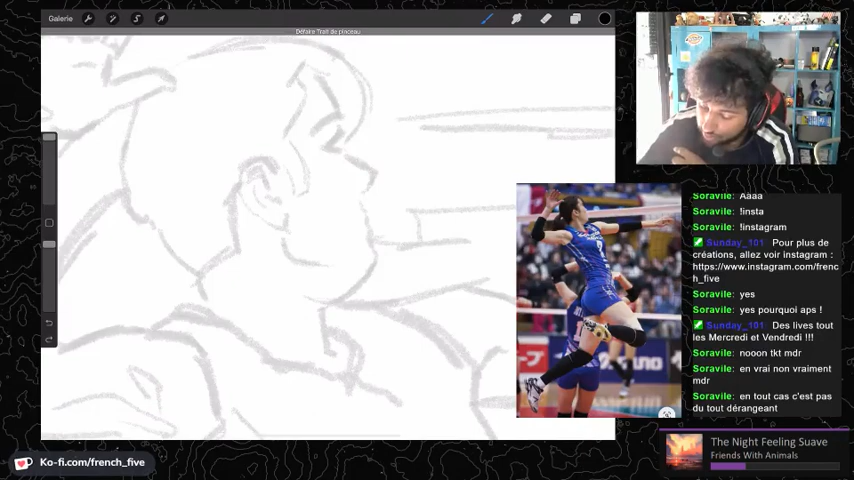 Galerie
Défaire Trait de pinceau
Soravile: Aaaa
Soravile: !insta
Soravile: !instagram
Sunday_101 Pour plus de
créations, allez voir instagram :
https://www.instagram.com/frenc
h_five
Soravile: yes
Soravile: yes pourquoi aps !
Sunday_101: Des lives tout
les Mercredi et Vendredi !!!
Soravile: nooon tkt mdr
Soravile: en vrai non vraiment
mdr
Soravile: en tout cas c'est pas
du tout dérangeant
The Night Feeling Suave
Friends With Animals
Ko-fi.com/french_five